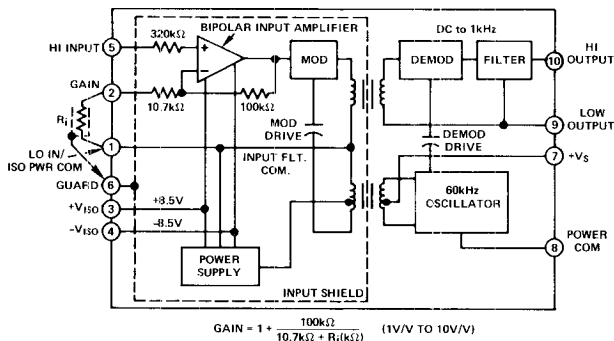 BIPOLAR INPUT AMPLIFIER
DC to 1kHz
HI INPUT
5
320kΩ
+
−
MOD
DEMOD
FILTER
10
HI
OUTPUT
GAIN
2
10.7kΩ
100kΩ
Ri
MOD
DRIVE
DEMOD
DRIVE
9
LOW
OUTPUT
1
LO IN/
ISO PWR COM
INPUT FLT.
COM.
7
+VS
GUARD
6
60kHz
OSCILLATOR
+VISO
3
+8.5V
−VISO
4
−8.5V
POWER
SUPPLY
8
POWER
COM
INPUT SHIELD
GAIN = 1 + 100kΩ / 10.7kΩ + Ri(kΩ) (1V/V TO 10V/V)